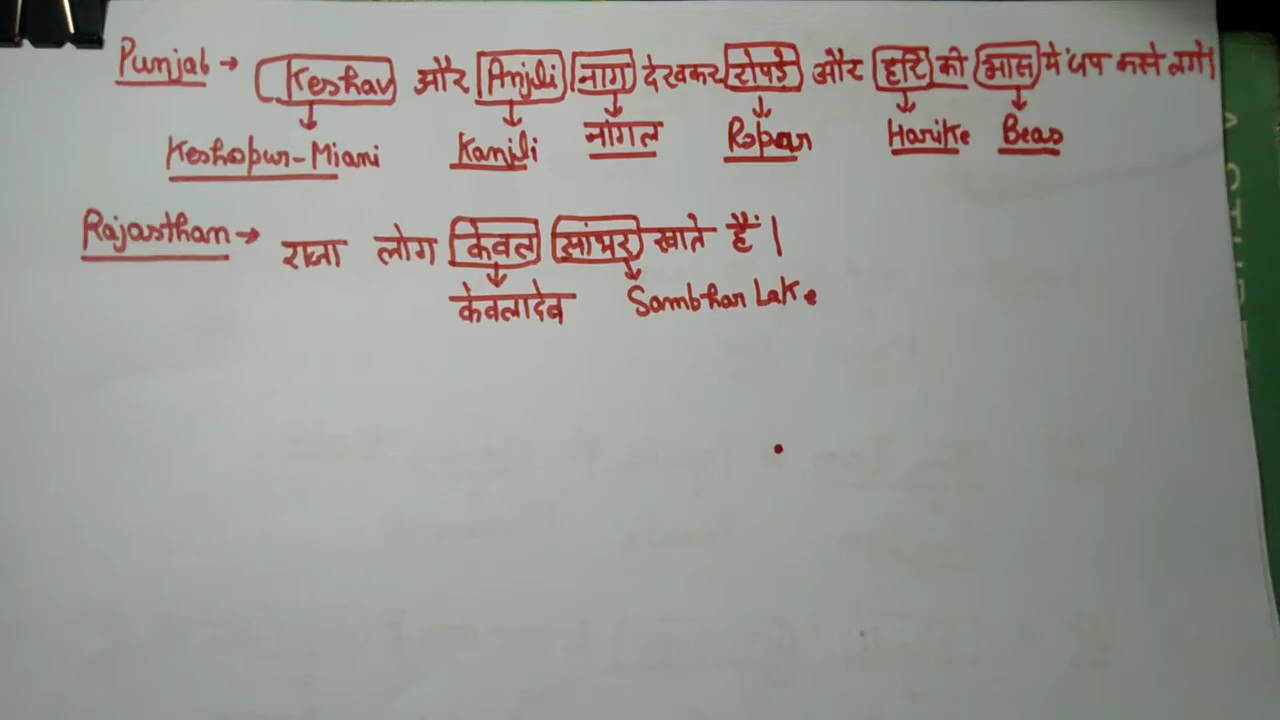 Punjab → Keshav और Anjli नाग देखकर रोपडे और हरि की आस में जप करने लगे।
Keshopur-Miani Kanjli नांगल Ropar Harike Beas
Rajasthan → राजा लोग केवल सांभर खाते हैं।
केवलादेव Sambhar Lake